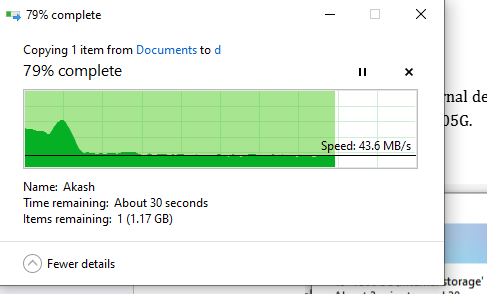 79% complete
Copying 1 item from Documents to d
79% complete
Speed: 43.6 MB/s
Name: Akash
Time remaining: About 30 seconds
Items remaining: 1 (1.17 GB)
Fewer details
05G.
storage'